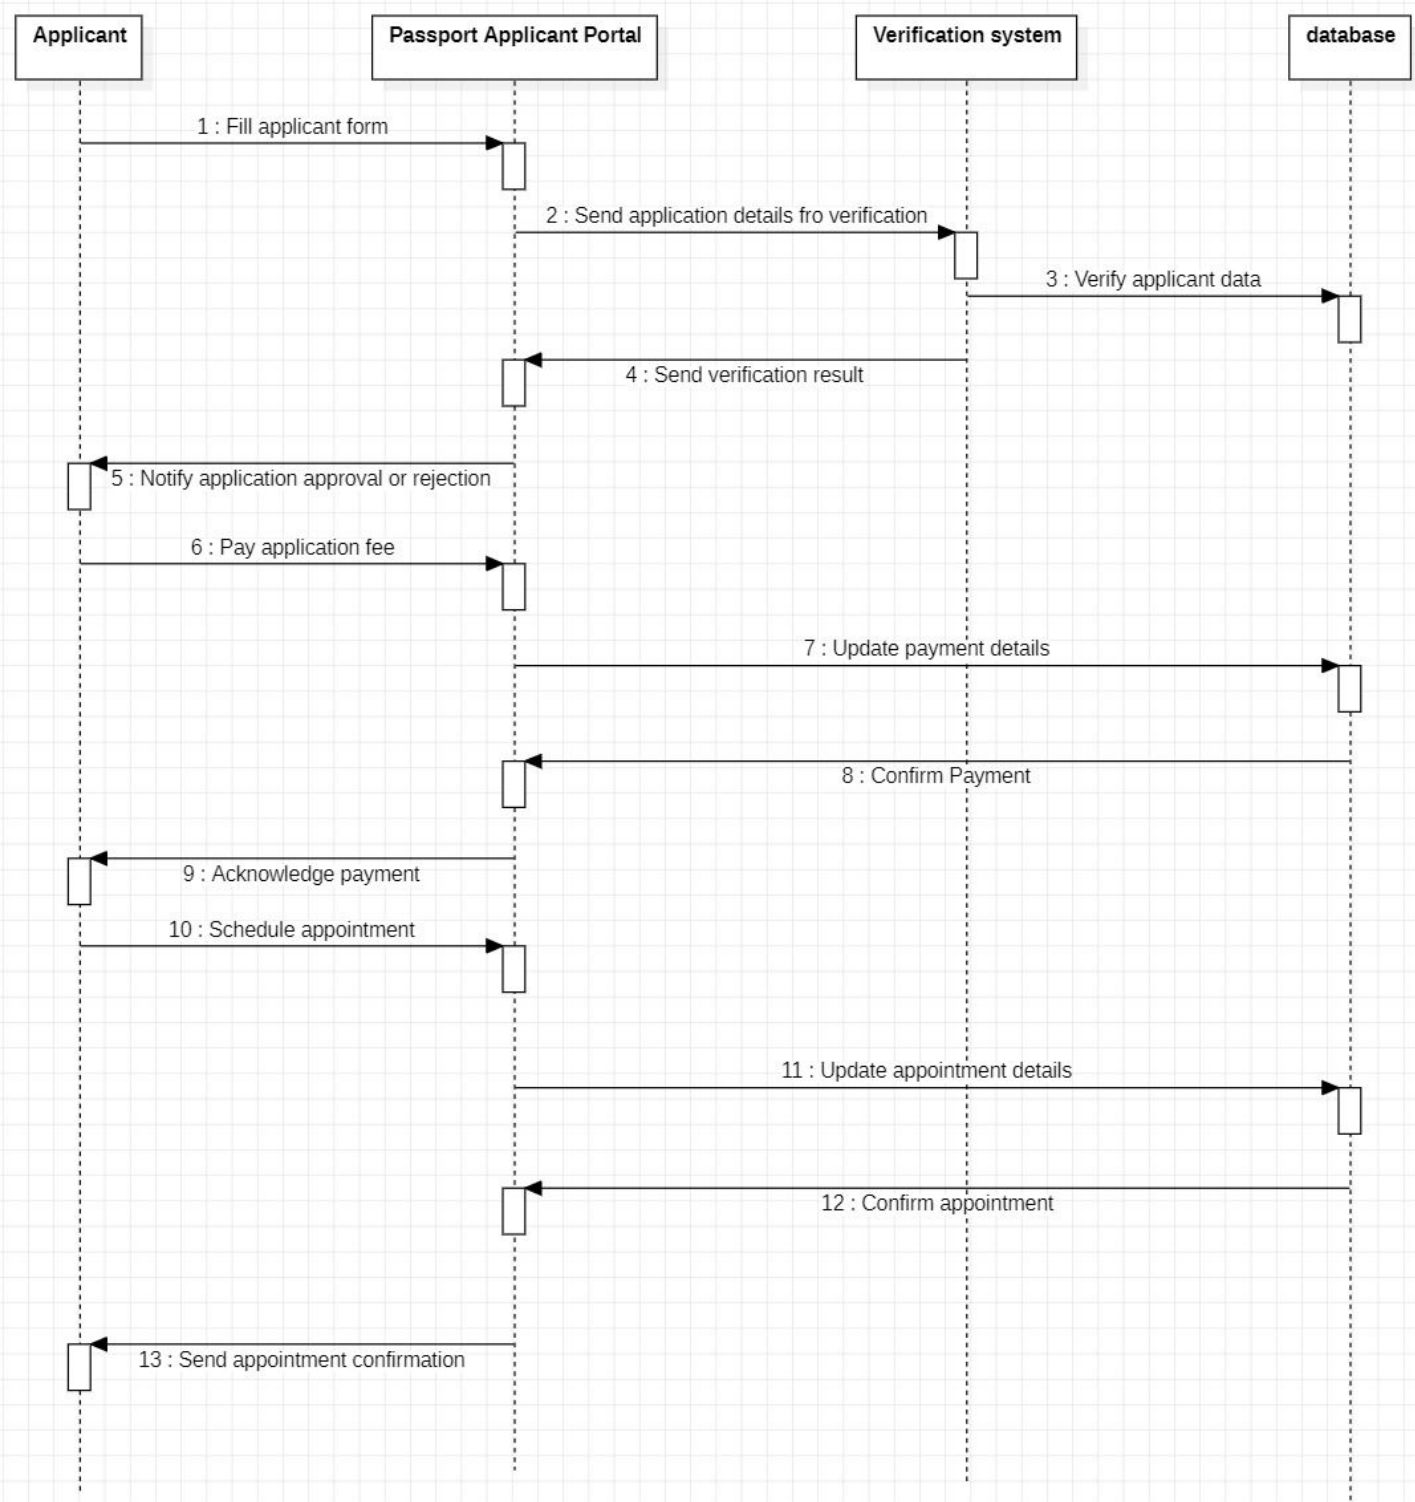 Applicant
Passport Applicant Portal
Verification system
database
1 : Fill applicant form
2 : Send application details fro verification
3 : Verify applicant data
4 : Send verification result
5 : Notify application approval or rejection
6 : Pay application fee
7 : Update payment details
8 : Confirm Payment
9 : Acknowledge payment
10 : Schedule appointment
11 : Update appointment details
12 : Confirm appointment
13 : Send appointment confirmation